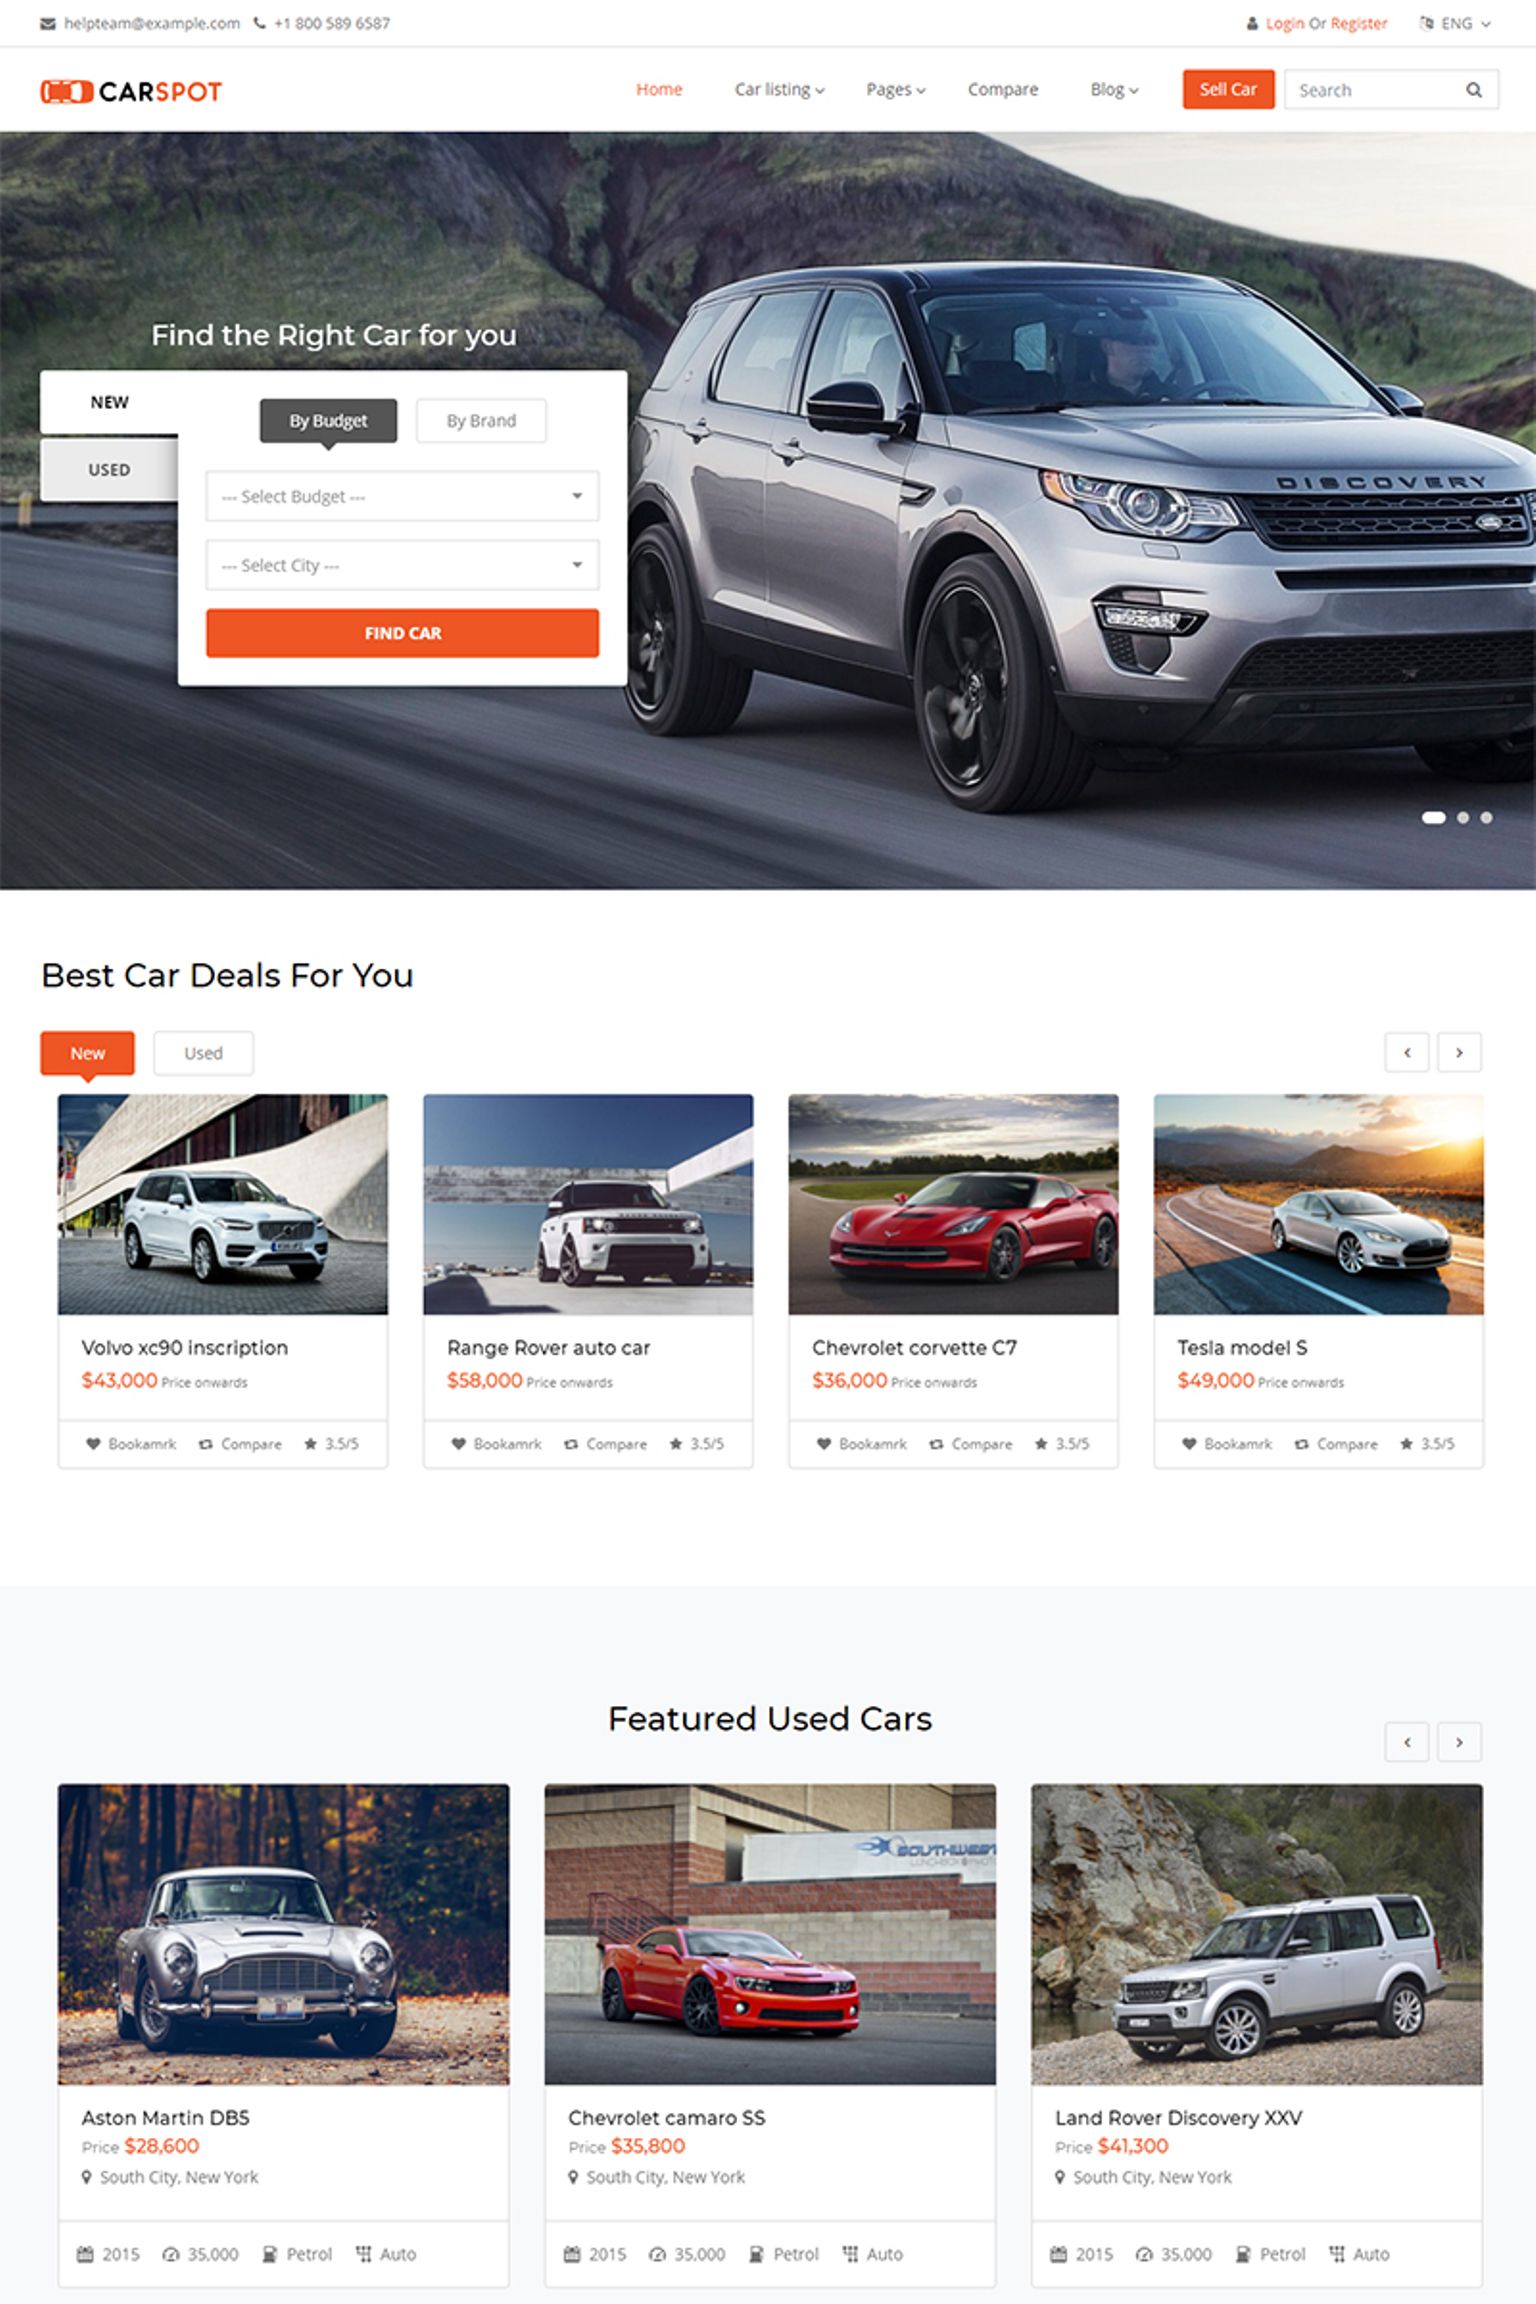 helpteam@example.com +1 800 589 6587 Login Or Register ENG
CARSPOT Home Car listing Pages Compare Blog Sell Car Search
Find the Right Car for you
NEW
USED
By Budget By Brand
--- Select Budget ---
--- Select City ---
FIND CAR
DISCOVERY
Best Car Deals For You
New Used
Volvo xc90 inscription
$43,000 Price onwards
Bookamrk Compare 3.5/5
Range Rover auto car
$58,000 Price onwards
Bookamrk Compare 3.5/5
Chevrolet corvette C7
$36,000 Price onwards
Bookamrk Compare 3.5/5
Tesla model S
$49,000 Price onwards
Bookamrk Compare 3.5/5
Featured Used Cars
Aston Martin DB5
Price $28,600
South City, New York
2015 35,000 Petrol Auto
SOUTHWEST
Chevrolet camaro SS
Price $35,800
South City, New York
2015 35,000 Petrol Auto
Land Rover Discovery XXV
Price $41,300
South City, New York
2015 35,000 Petrol Auto